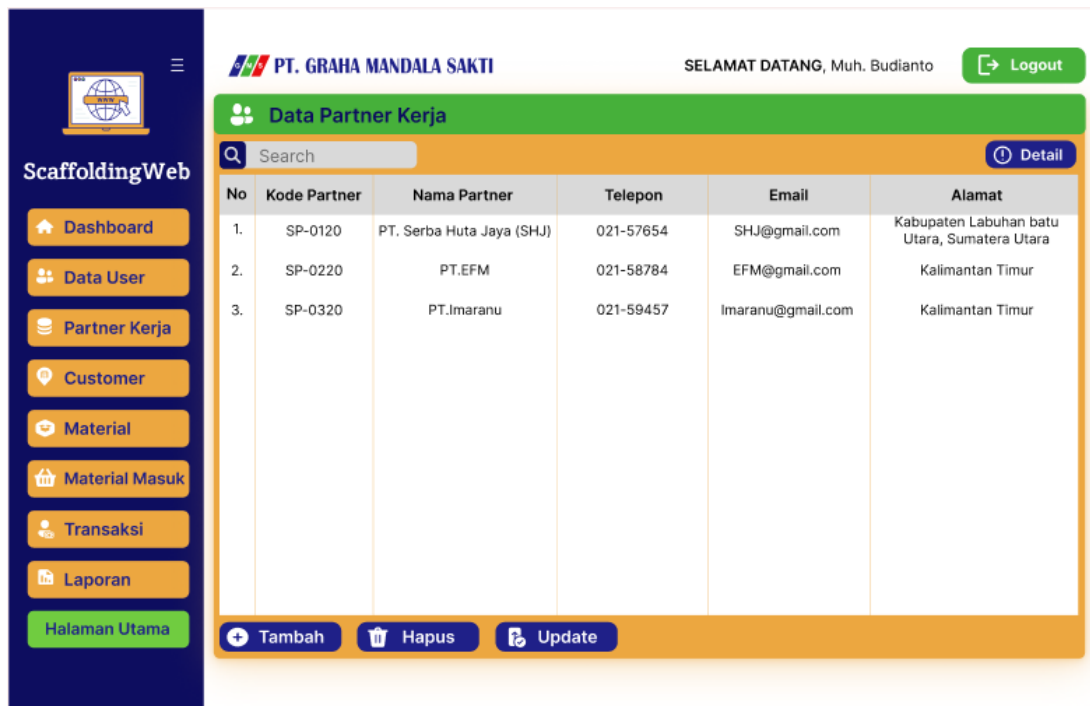 GMS PT. GRAHA MANDALA SAKTI
SELAMAT DATANG, Muh. Budianto
Logout
WWW
ScaffoldingWeb
Dashboard
Data User
Partner Kerja
Customer
Material
Material Masuk
Transaksi
Laporan
Halaman Utama
Data Partner Kerja
Search
Detail
No Kode Partner Nama Partner Telepon Email Alamat
1. SP-0120 PT. Serba Huta Jaya (SHJ) 021-57654 SHJ@gmail.com Kabupaten Labuhan batu
Utara, Sumatera Utara
2. SP-0220 PT.EFM 021-58784 EFM@gmail.com Kalimantan Timur
3. SP-0320 PT.Imaranu 021-59457 Imaranu@gmail.com Kalimantan Timur
Tambah Hapus Update